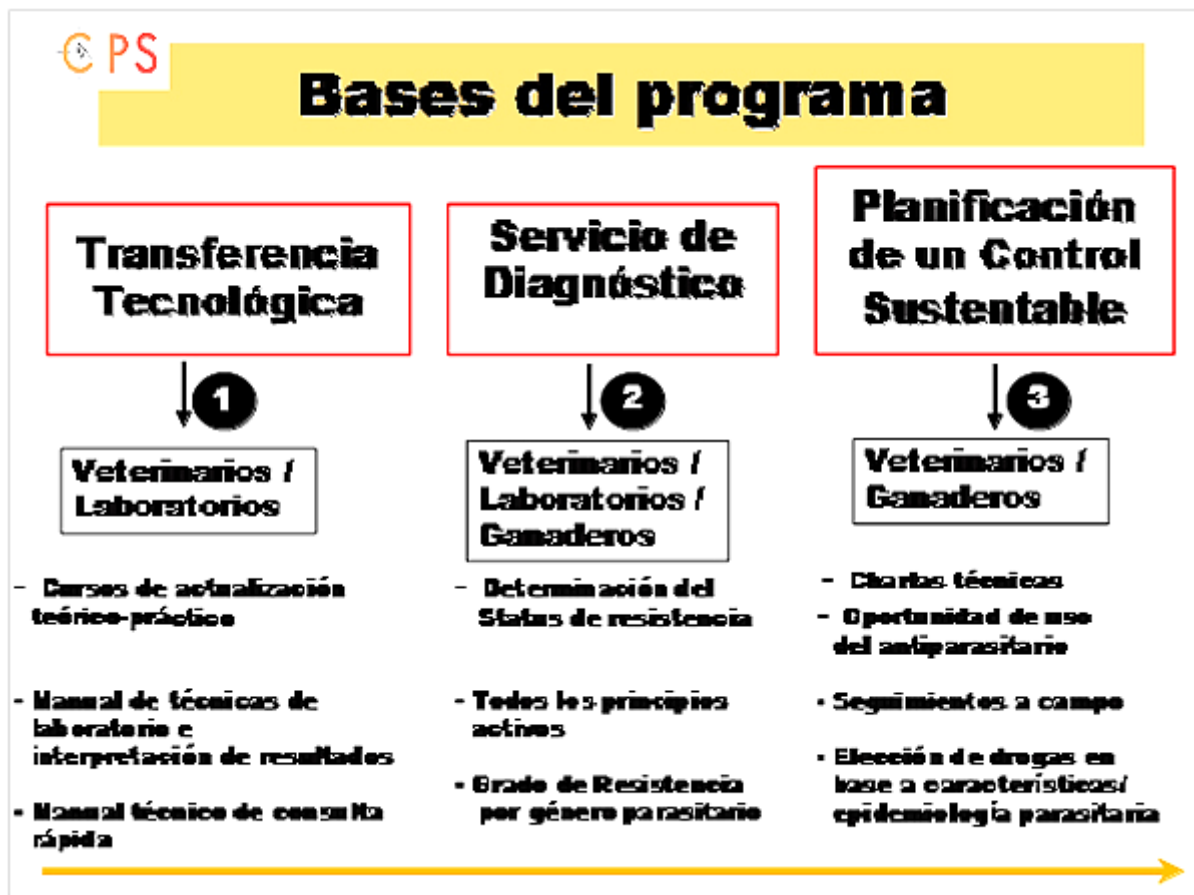 CPS
Bases del programa
Transferencia
Tecnológica
1
Veterinarios /
Laboratorios
- Cursos de actualización
teórico-práctico
- Manual de técnicas de
laboratorio e
interpretación de resultados
- Manual técnico de consulta
rápida
Servicio de
Diagnóstico
2
Veterinarios /
Laboratorios /
Ganaderos
- Determinación del
Status de resistencia
- Todos los principios
activos
- Grado de Resistencia
por género parasitario
Planificación
de un Control
Sustentable
3
Veterinarios /
Ganaderos
- Charlas técnicas
- Oportunidad de uso
del antiparasitario
- Seguimientos a campo
- Elección de drogas en
base a características/
epidemiología parasitaria